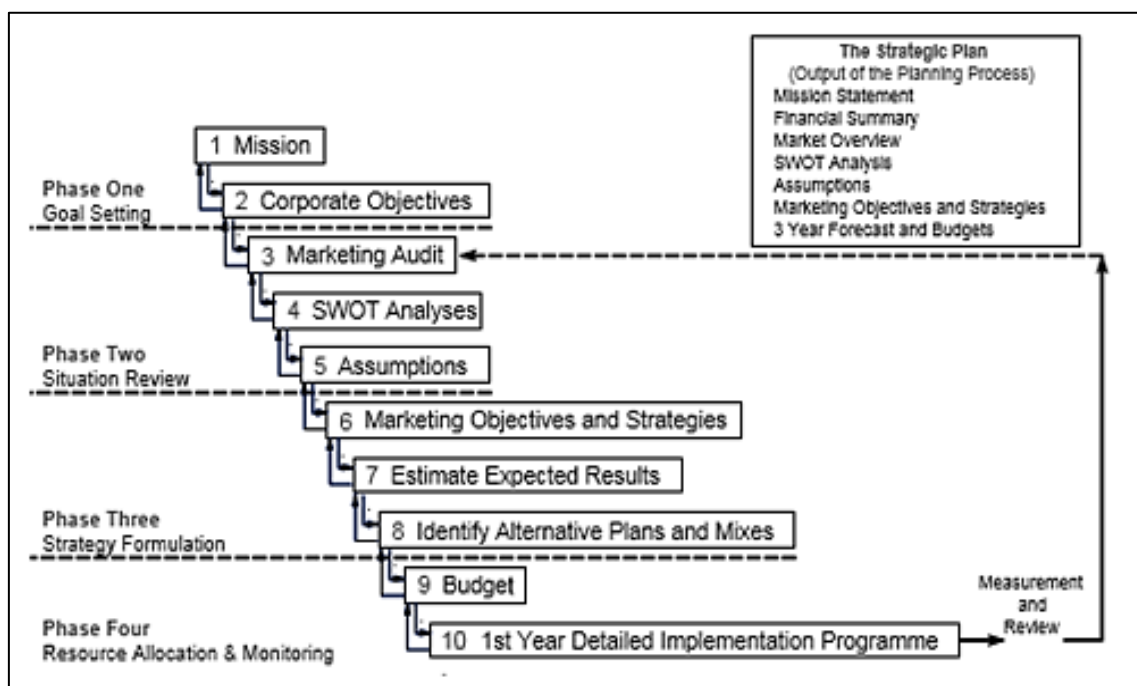 The Strategic Plan
(Output of the Planning Process)
Mission Statement
Financial Summary
Market Overview
SWOT Analysis
Assumptions
Marketing Objectives and Strategies
3 Year Forecast and Budgets
1 Mission
Phase One
Goal Setting
2 Corporate Objectives
3 Marketing Audit
4 SWOT Analyses
Phase Two
Situation Review
5 Assumptions
6 Marketing Objectives and Strategies
7 Estimate Expected Results
Phase Three
Strategy Formulation
8 Identify Alternative Plans and Mixes
9 Budget
Measurement
and
Review
Phase Four
Resource Allocation & Monitoring
10 1st Year Detailed Implementation Programme